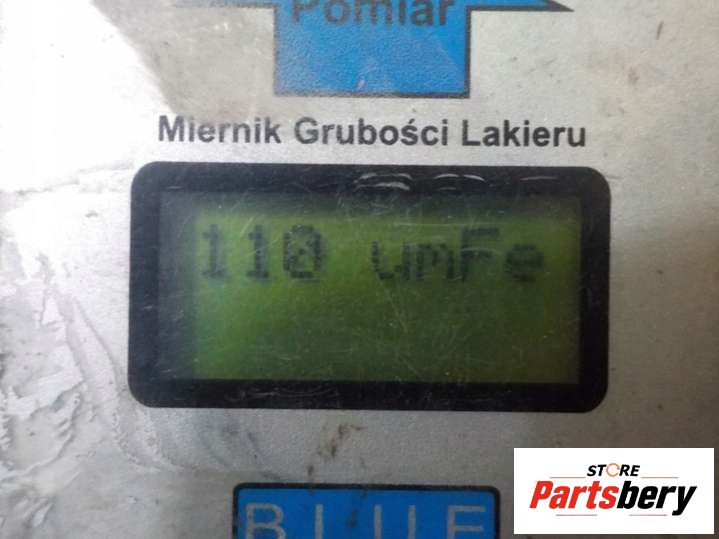 Pomiar
Miernik Grubości Lakieru
110 umFe
BLUE
STORE
Partsbery